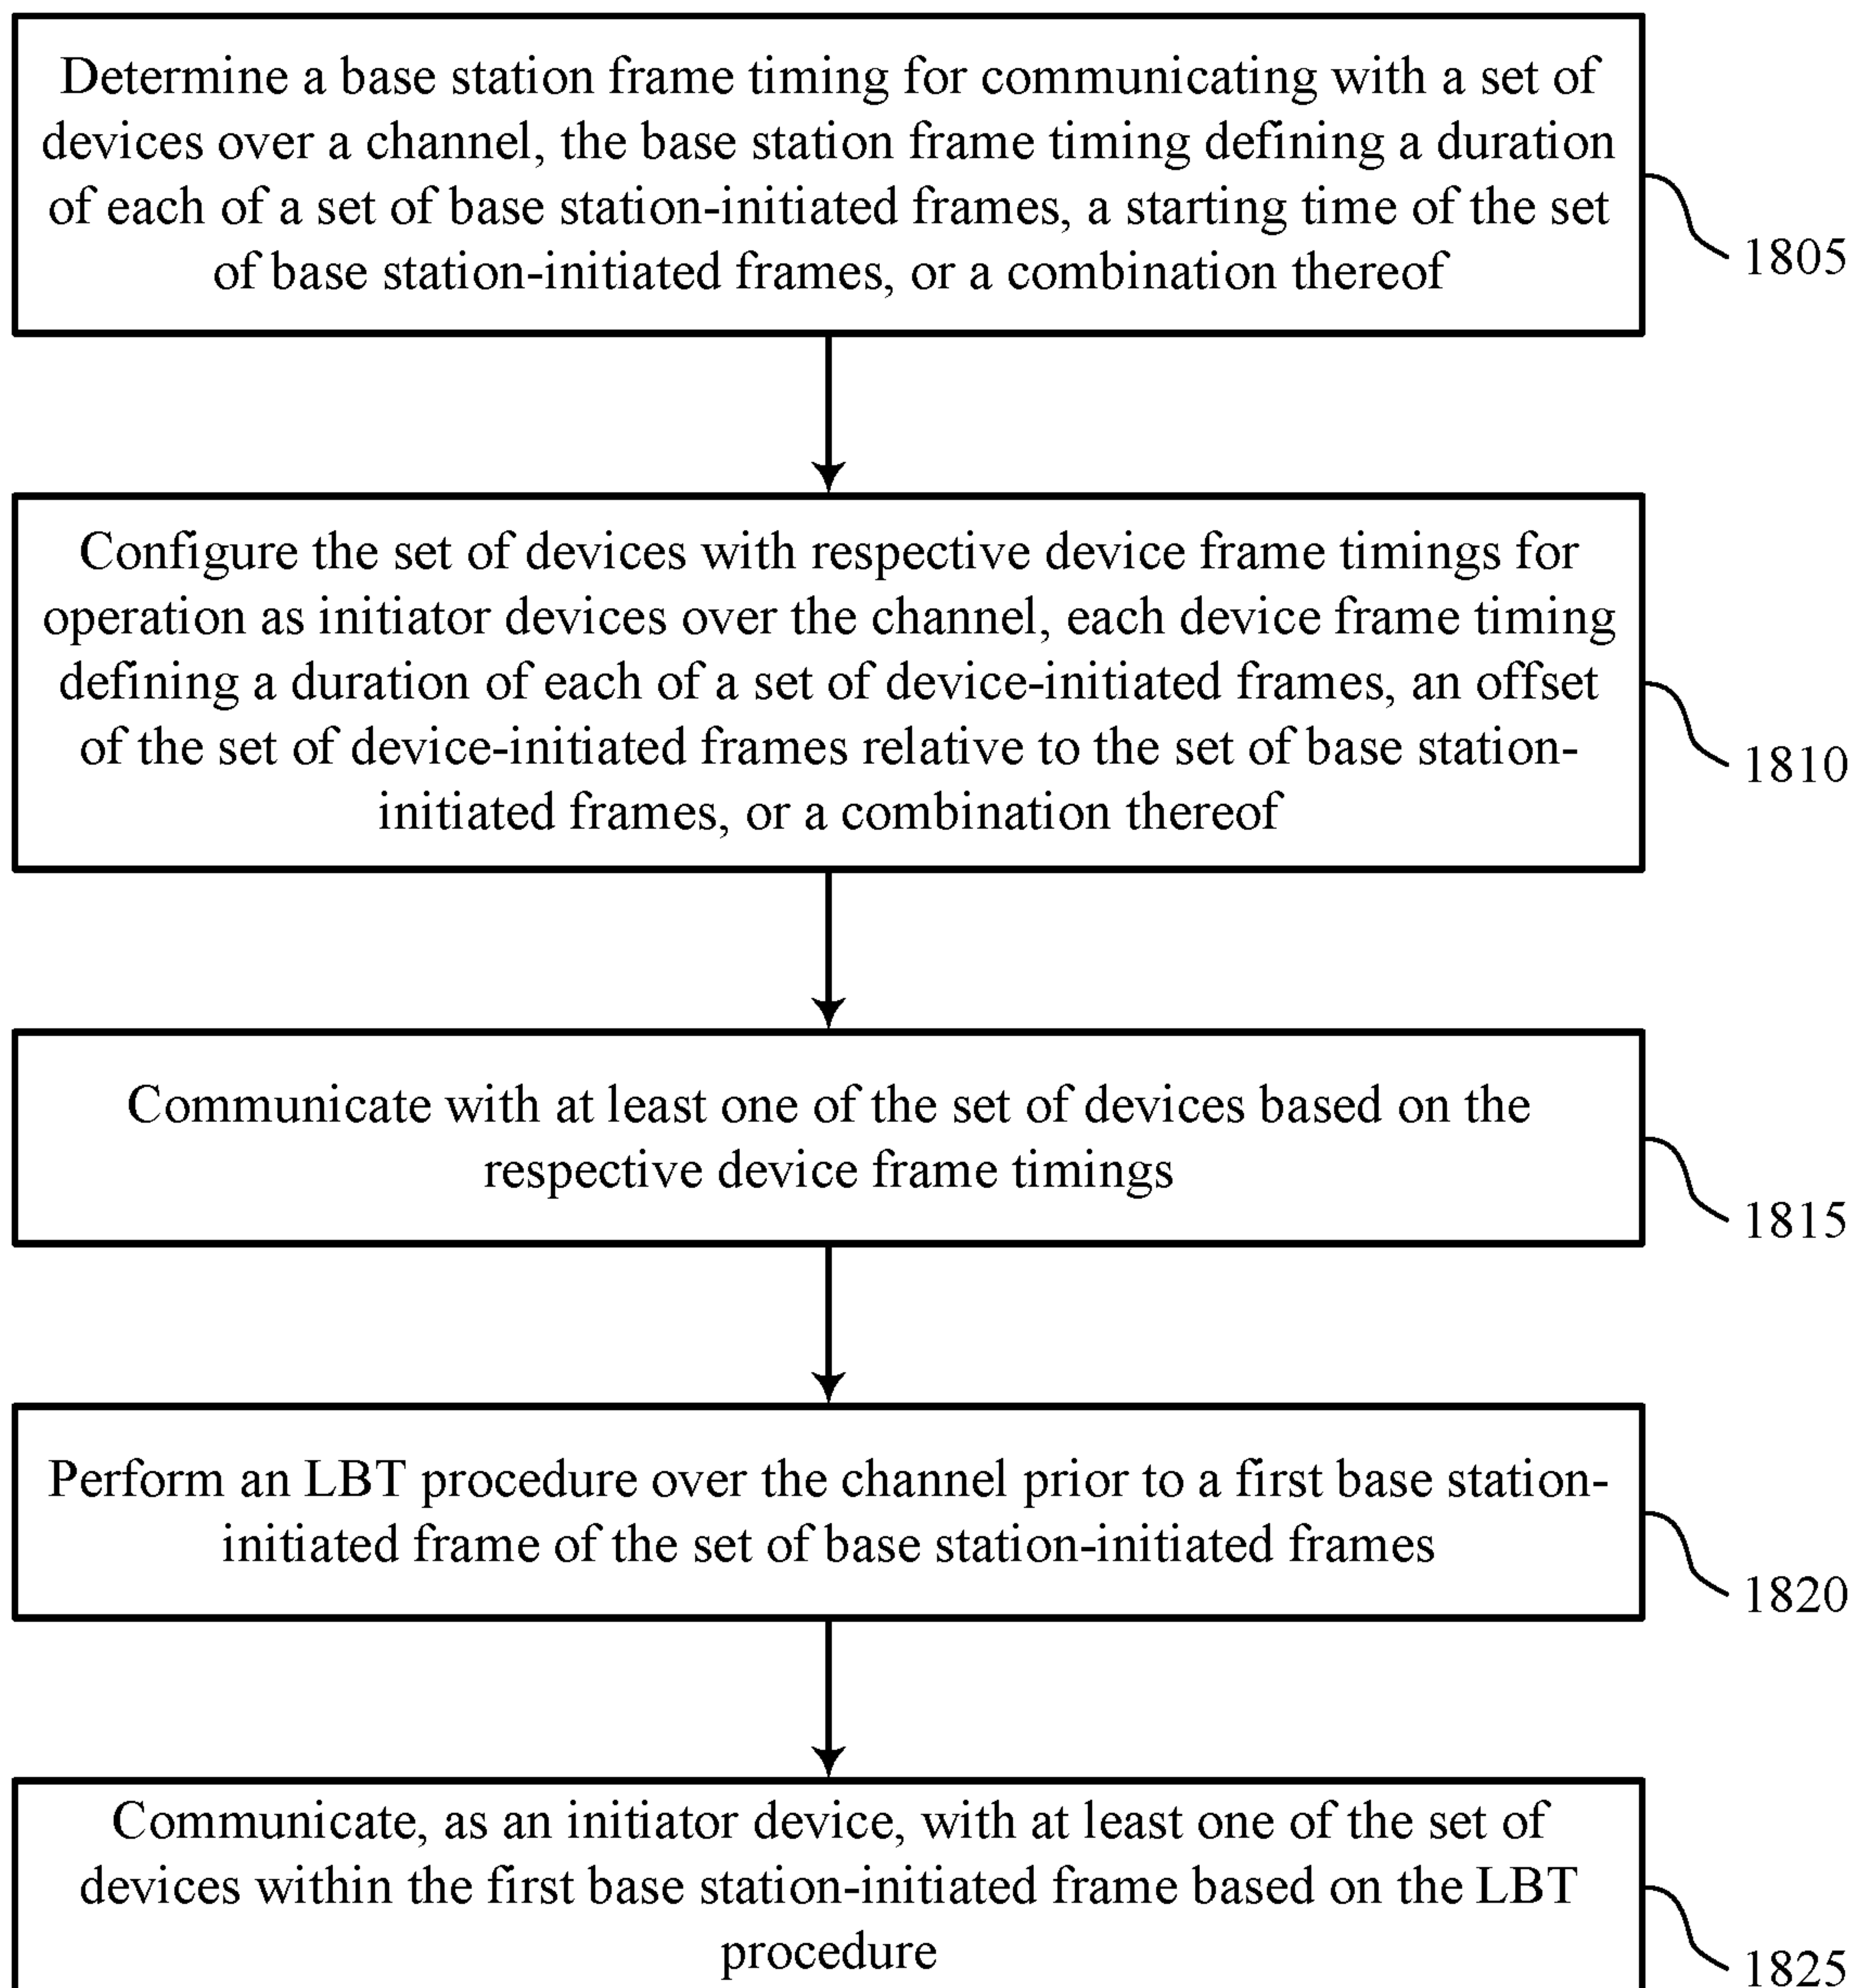 Determine a base station frame timing for communicating with a set of
devices over a channel, the base station frame timing defining a duration
of each of a set of base station-initiated frames, a starting time of the set
of base station-initiated frames, or a combination thereof
1805
Configure the set of devices with respective device frame timings for
operation as initiator devices over the channel, each device frame timing
defining a duration of each of a set of device-initiated frames, an offset
of the set of device-initiated frames relative to the set of base station-
initiated frames, or a combination thereof
1810
Communicate with at least one of the set of devices based on the
respective device frame timings
1815
Perform an LBT procedure over the channel prior to a first base station-
initiated frame of the set of base station-initiated frames
1820
Communicate, as an initiator device, with at least one of the set of
devices within the first base station-initiated frame based on the LBT
procedure
1825